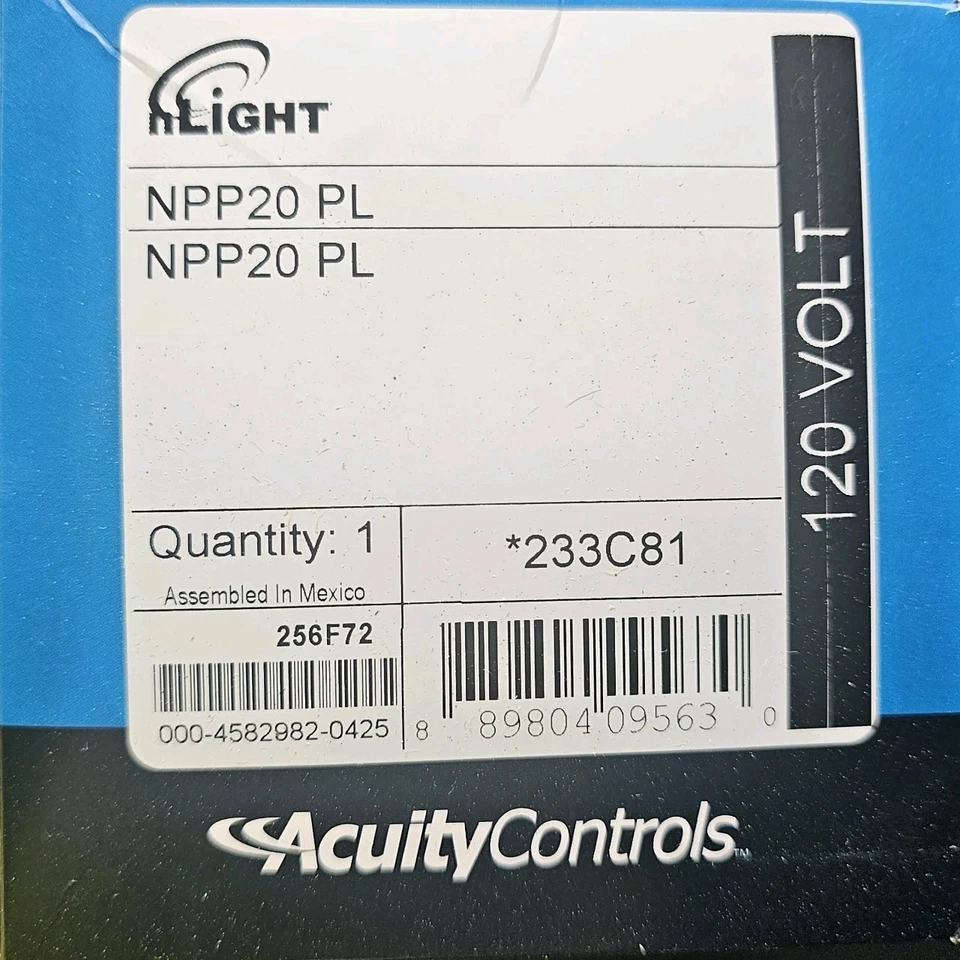 nLiGHT
NPP20 PL
NPP20 PL
120 VOLT
Quantity: 1
Assembled In Mexico
*233C81
256F72
000-4582982-0425
8 89804 09563 0
AcuityControls™